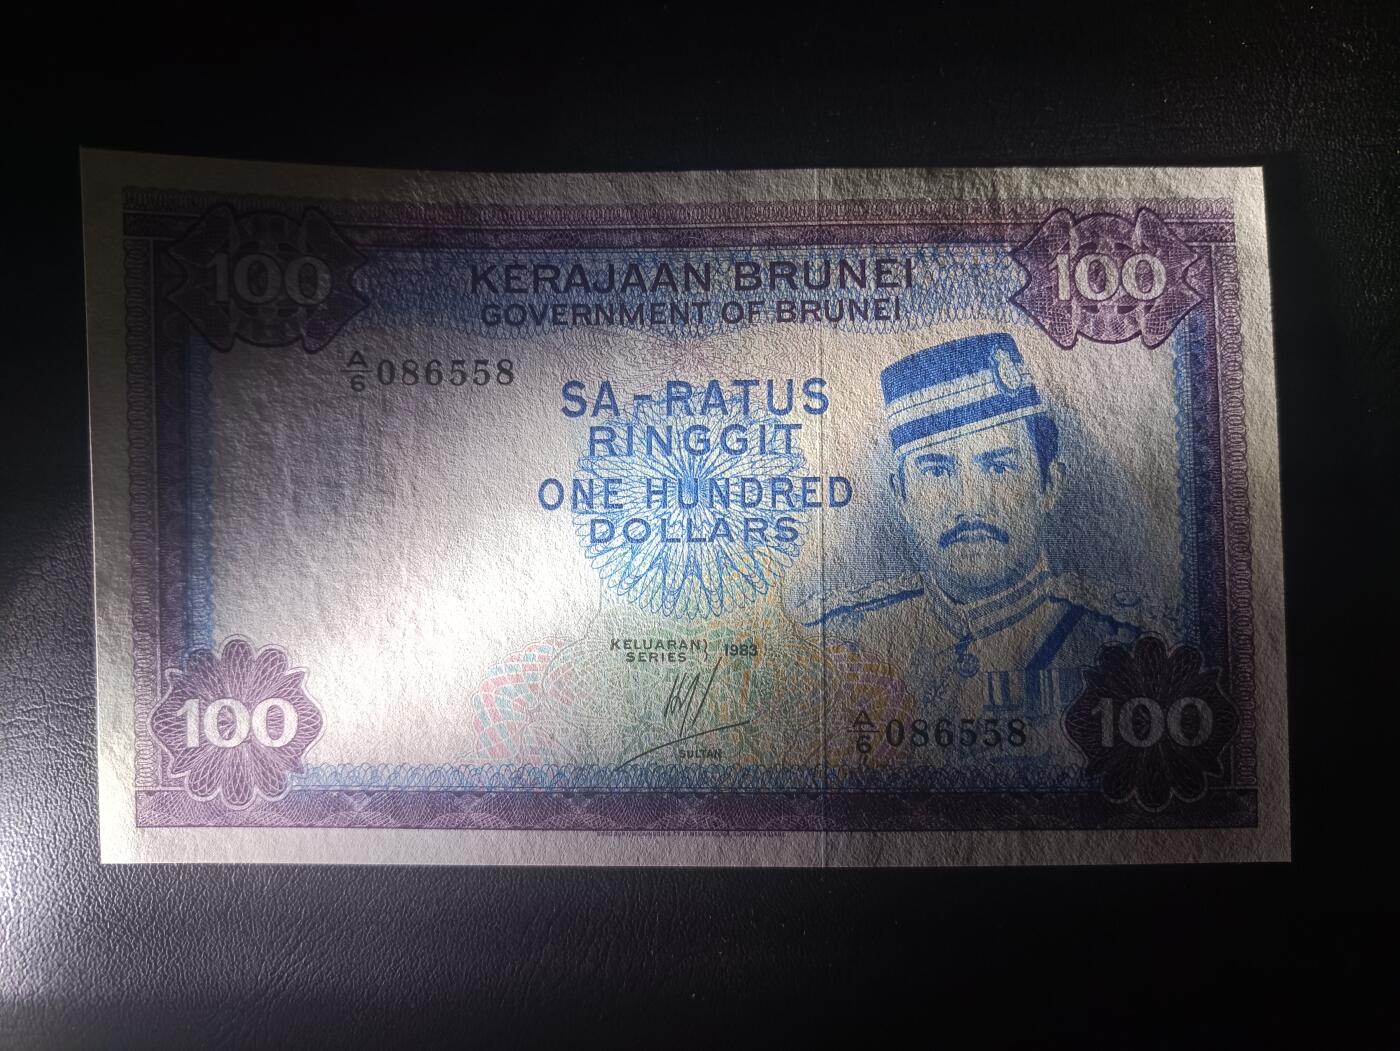 100
100
KERAJAAN BRUNEI
GOVERNMENT OF BRUNEI
A/6 086558
SA-RATUS
RINGGIT
ONE HUNDRED
DOLLARS
KELUARAN) 1983
SERIES )
SULTAN
A/6 086558
100
100